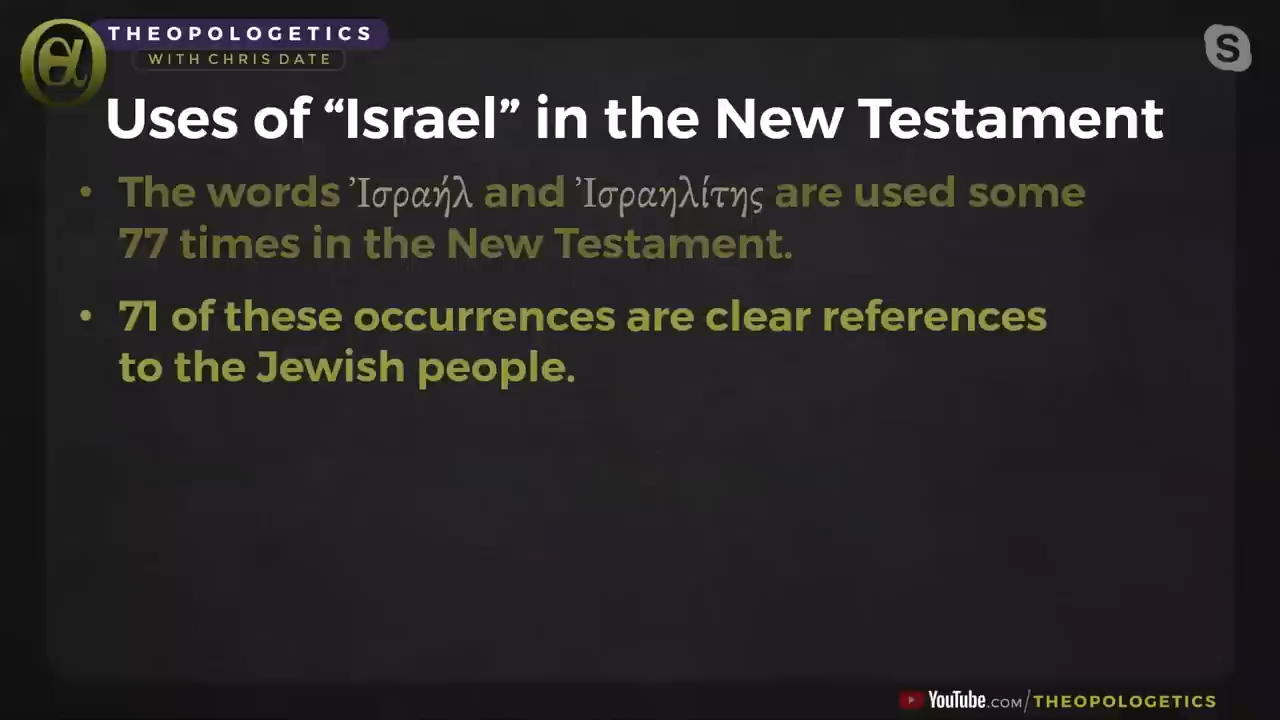 THEOPOLOGETICS
WITH CHRIS DATE
Uses of “Israel” in the New Testament
• The words Ἰσραήλ and Ἰσραηλίτης are used some
77 times in the New Testament.
• 71 of these occurrences are clear references
to the Jewish people.
YouTube.COM/THEOPOLOGETICS